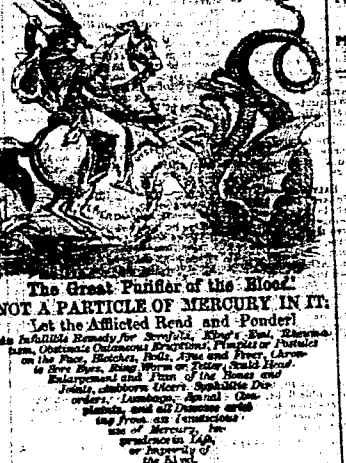 The Great Purifier of the Blood.
NOT A PARTICLE OF MERCURY IN IT:
Let the Afflicted Read and Ponder!
An Infallible Remedy for Scrofula, King's Evil, Rheuma-
tism, Obstinate Cutaneous Eruptions, Pimples or Pustules
on the Face, Blotches, Boils, Ague and Fever, Chron-
ic Sore Eyes, Ring Worm or Tetter, Scald Head,
Enlargement and Pain of the Bones and
Joints, stubborn Ulcers, Syphilitic Dis-
orders, Lumbago, Spinal Com-
plaints, and all Diseases arisi
ing from an injudicious
use of Mercury, Im-
prudence in Life,
or Impurity of
the Blood.